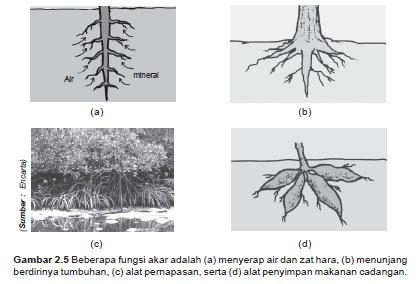 Air
mineral
(a)
(b)
(Sumber : Encarta)
(c)
(d)
Gambar 2.5 Beberapa fungsi akar adalah (a) menyerap air dan zat hara, (b) menunjang
berdirinya tumbuhan, (c) alat pernapasan, serta (d) alat penyimpan makanan cadangan.